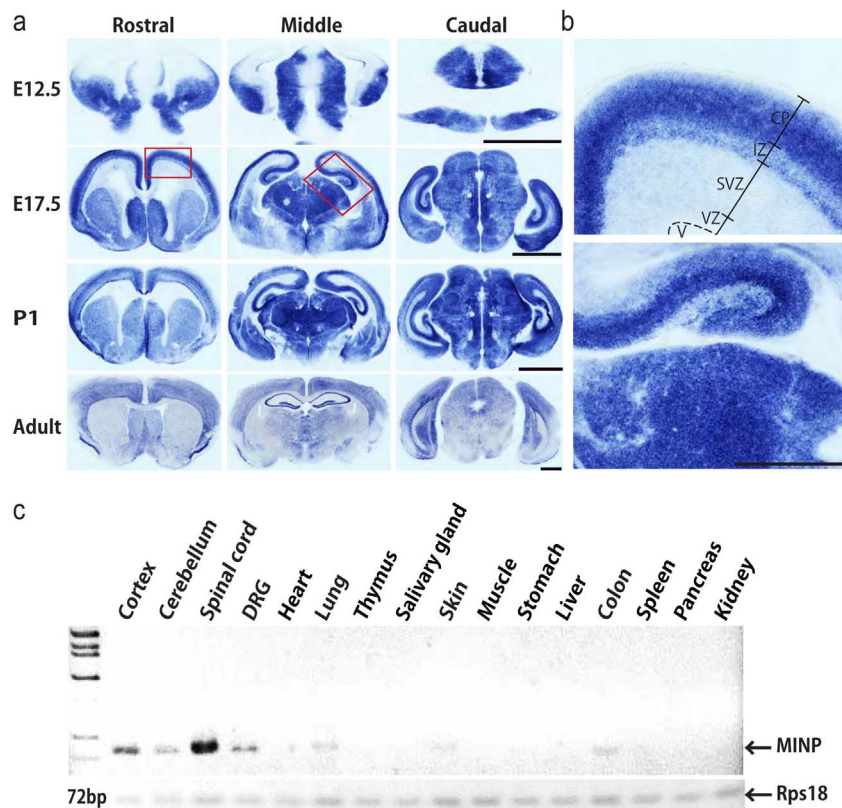 a
Rostral Middle Caudal
E12.5
E17.5
P1
Adult
b
CP
IZ
SVZ
VZ
V
c
Cortex Cerebellum Spinal cord DRG Heart Lung Thymus Salivary gland Skin Muscle Stomach Liver Colon Spleen Pancreas Kidney
MINP
72bp Rps18